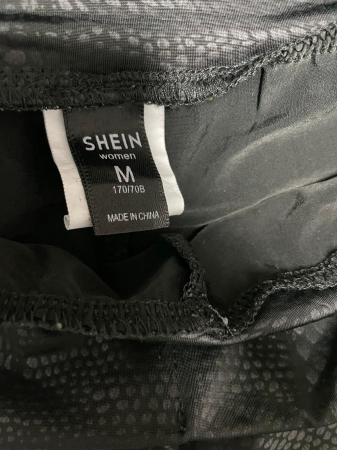 SHEIN
women
M
170/70B
MADE IN CHINA